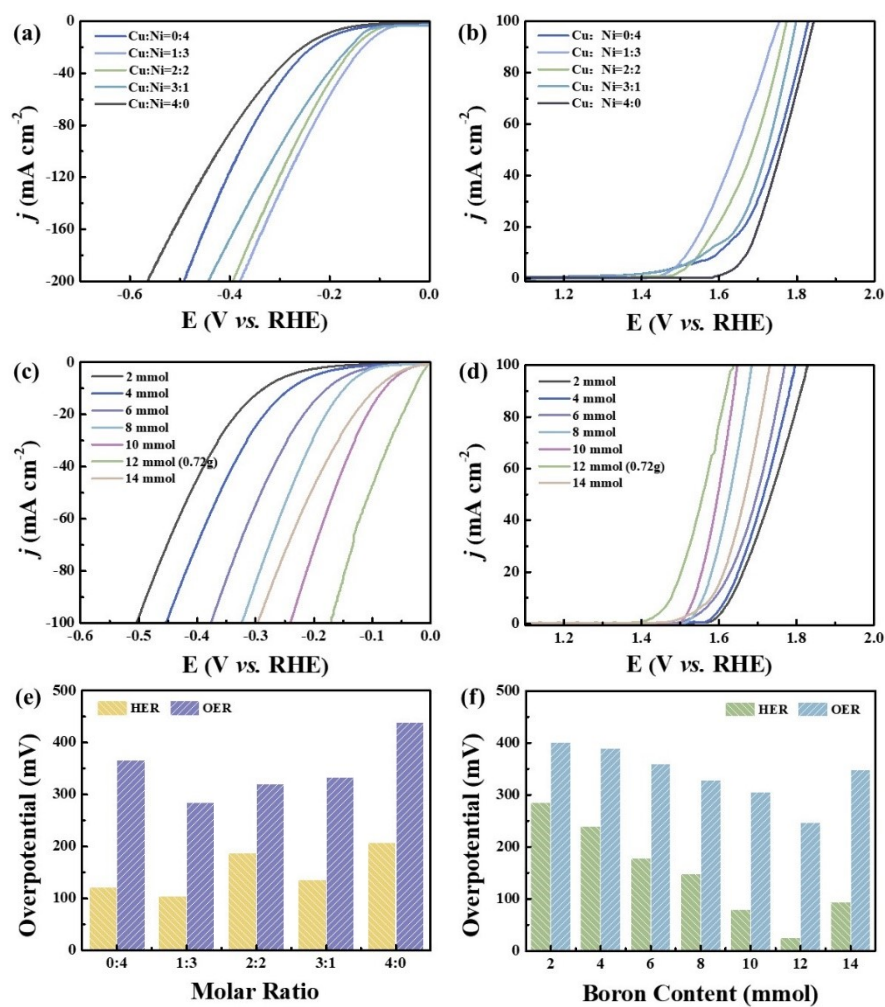 (a)
Cu:Ni=0:4
Cu:Ni=1:3
Cu:Ni=2:2
Cu:Ni=3:1
Cu:Ni=4:0
0
-40
-80
-120
-160
-200
j (mA cm⁻²)
-0.6 -0.4 -0.2 0.0
E (V vs. RHE)
(b)
Cu: Ni=0:4
Cu: Ni=1:3
Cu: Ni=2:2
Cu: Ni=3:1
Cu: Ni=4:0
100
80
60
40
20
0
j (mA cm⁻²)
1.2 1.4 1.6 1.8 2.0
E (V vs. RHE)
(c)
2 mmol
4 mmol
6 mmol
8 mmol
10 mmol
12 mmol (0.72g)
14 mmol
0
-20
-40
-60
-80
-100
j (mA cm⁻²)
-0.6 -0.5 -0.4 -0.3 -0.2 -0.1 0.0
E (V vs. RHE)
(d)
2 mmol
4 mmol
6 mmol
8 mmol
10 mmol
12 mmol (0.72g)
14 mmol
100
80
60
40
20
0
j (mA cm⁻²)
1.2 1.4 1.6 1.8 2.0
E (V vs. RHE)
(e)
HER OER
500
400
300
200
100
0
Overpotential (mV)
0:4 1:3 2:2 3:1 4:0
Molar Ratio
(f)
HER OER
500
400
300
200
100
0
Overpotential (mV)
2 4 6 8 10 12 14
Boron Content (mmol)